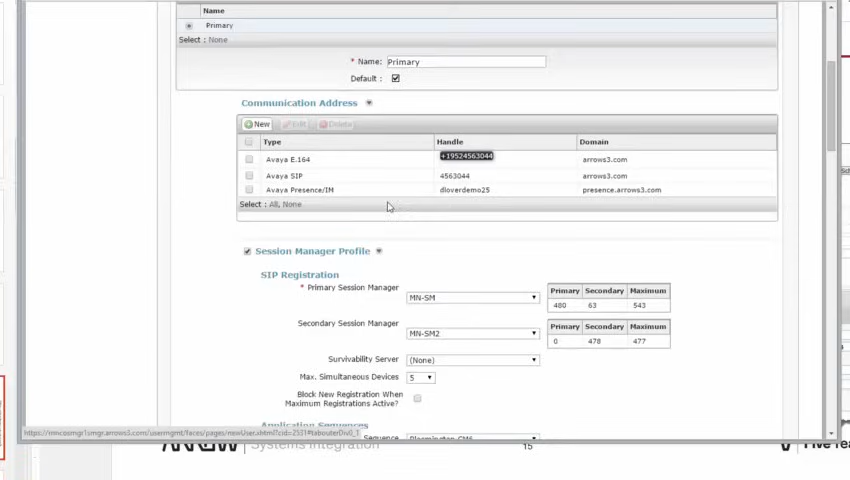 Name
Primary
Select : None
* Name: Primary
Default :
Communication Address
New Edit Delete
Type Handle Domain
Avaya E.164 +19524563044 arrows3.com
Avaya SIP 4563044 arrows3.com
Avaya Presence/IM dloverdemo25 presence.arrows3.com
Select : All, None
Session Manager Profile
SIP Registration
* Primary Session Manager MN-SM
Primary Secondary Maximum
480 63 543
Secondary Session Manager MN-SM2
Primary Secondary Maximum
0 478 477
Survivability Server (None)
Max. Simultaneous Devices 5
Block New Registration When
Maximum Registrations Active?
Application Sequences
Sequence
Systems Integration 15 Five